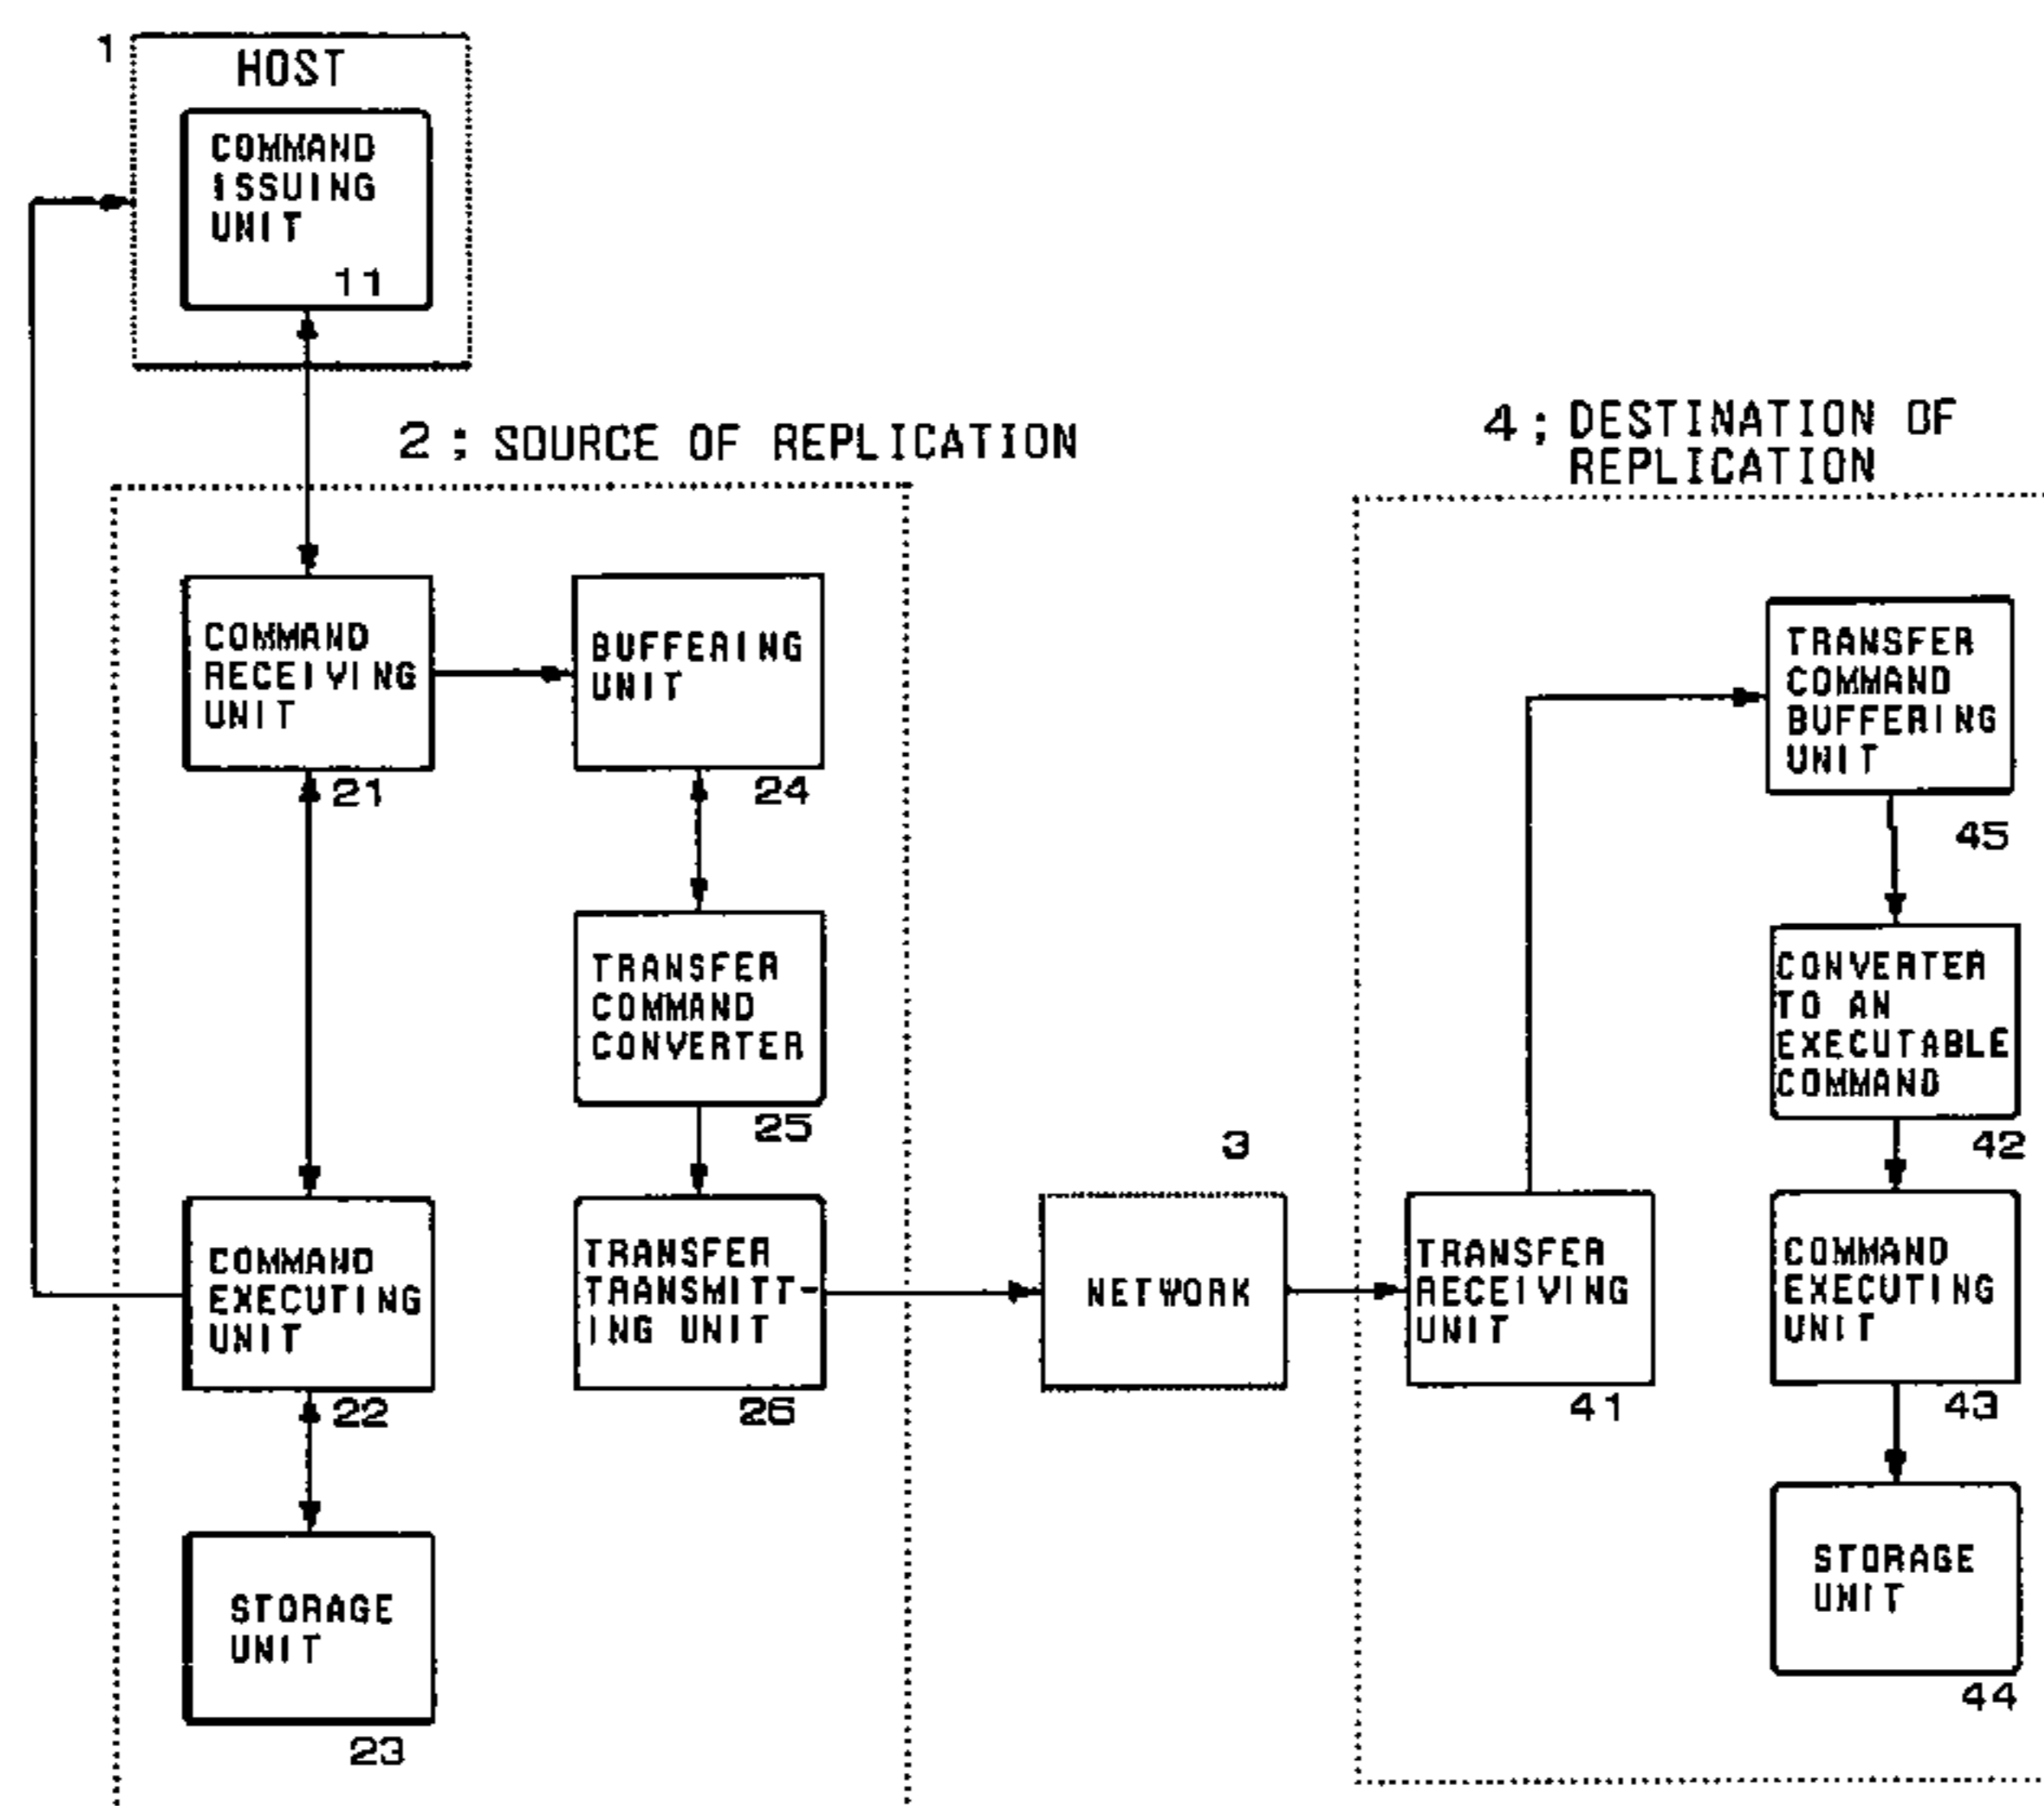 1
HOST
COMMAND
ISSUING
UNIT
11
2 ; SOURCE OF REPLICATION
4 ; DESTINATION OF
REPLICATION
COMMAND
RECEIVING
UNIT
21
BUFFERING
UNIT
24
TRANSFER
COMMAND
CONVERTER
25
COMMAND
EXECUTING
UNIT
22
TRANSFER
TRANSMITT-
ING UNIT
26
STORAGE
UNIT
23
3
NETWORK
TRANSFER
RECEIVING
UNIT
41
TRANSFER
COMMAND
BUFFERING
UNIT
45
CONVERTER
TO AN
EXECUTABLE
COMMAND
42
COMMAND
EXECUTING
UNIT
43
STORAGE
UNIT
44